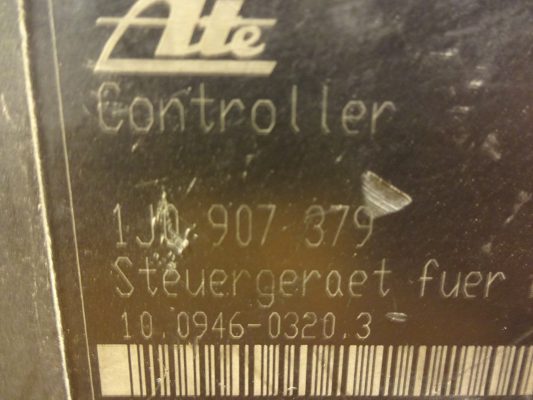 Ate
Controller
1J0 907 379
Steuergeraet fuer
10.0946-0320.3